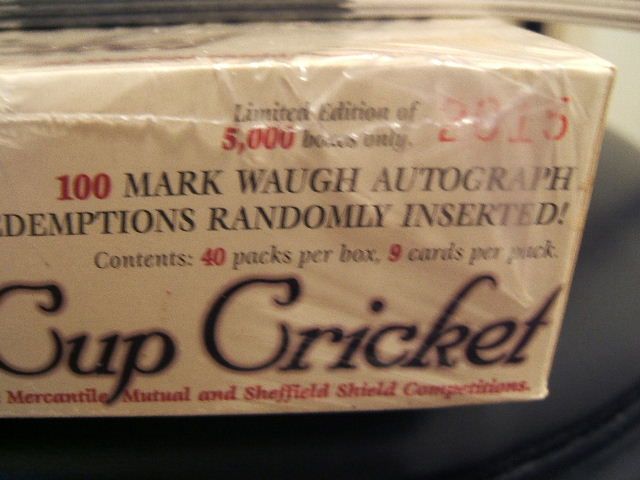 Limited Edition of
5,000 boxes only. 2015
100 MARK WAUGH AUTOGRAPH
EDEMPTIONS RANDOMLY INSERTED!
Contents: 40 packs per box, 9 cards per pack.
Cup Cricket
Mercantile Mutual and Sheffield Shield Competitions.